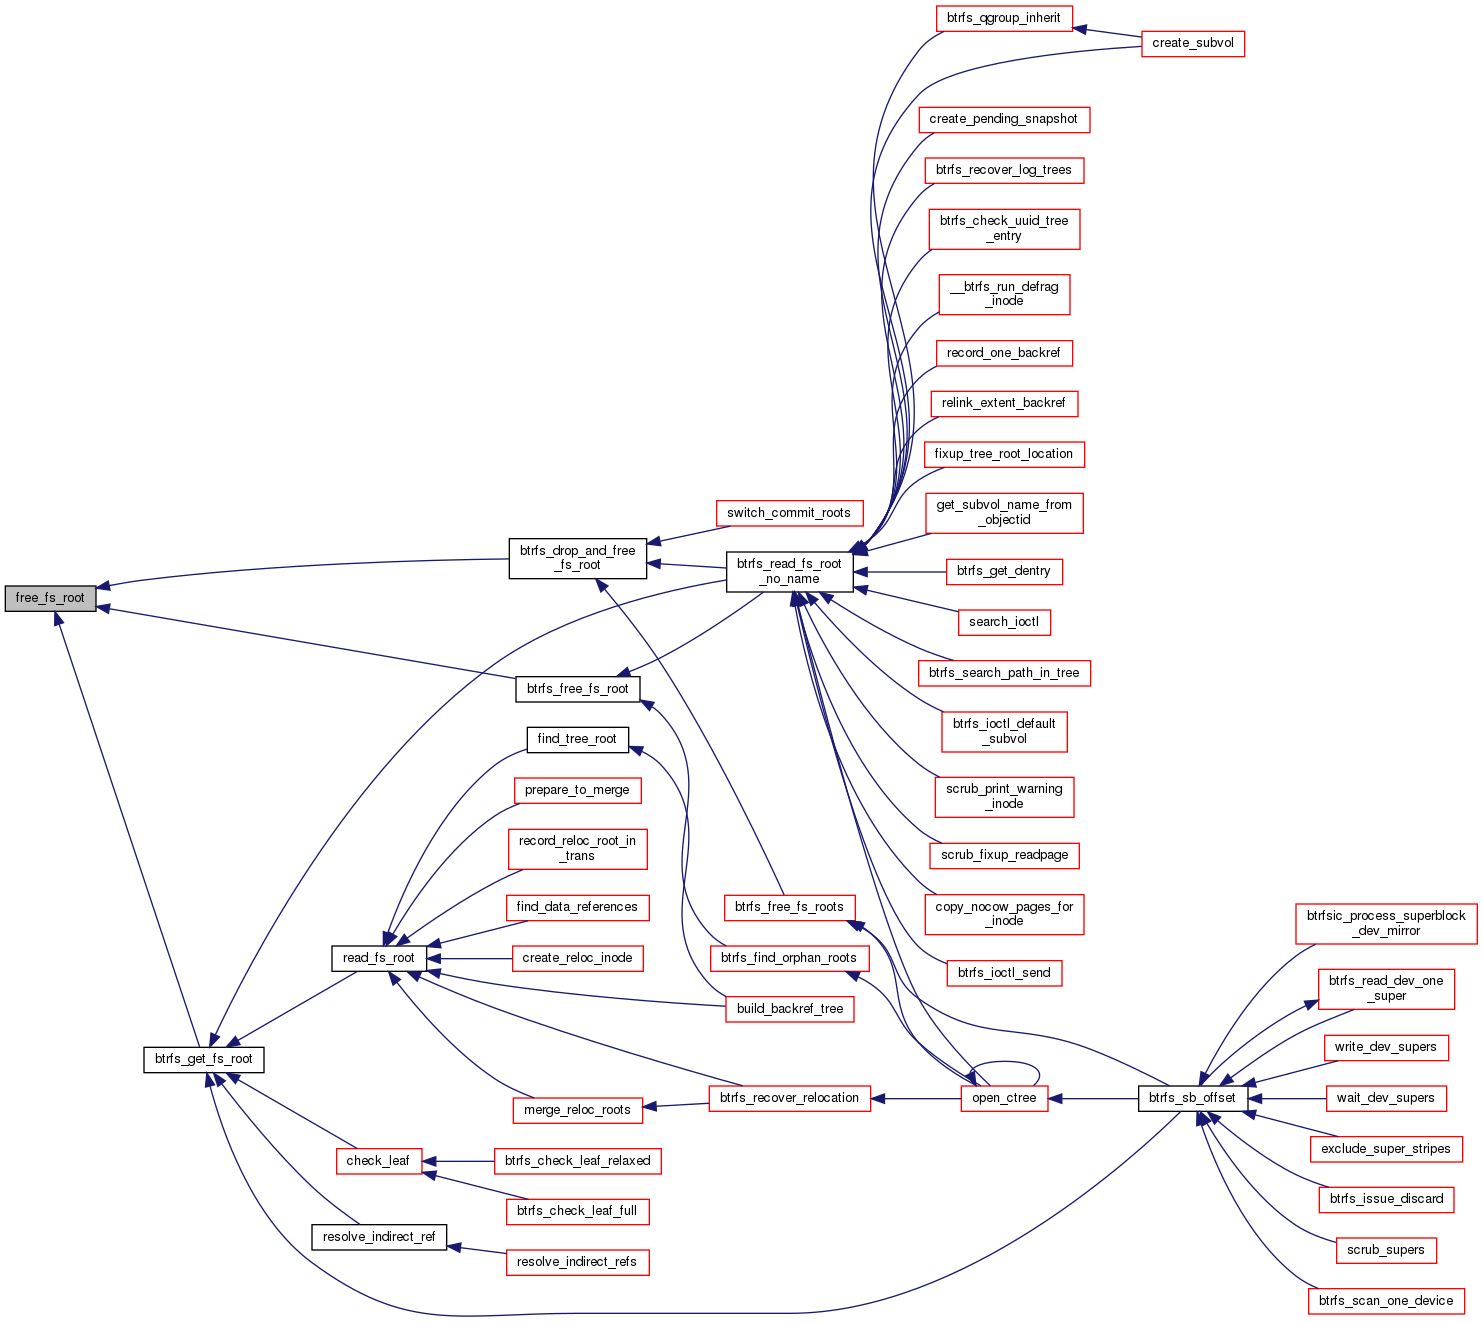 btrfs_qgroup_inherit
create_subvol
create_pending_snapshot
btrfs_recover_log_trees
btrfs_check_uuid_tree
_entry
__btrfs_run_defrag
_inode
record_one_backref
relink_extent_backref
fixup_tree_root_location
get_subvol_name_from
_objectid
switch_commit_roots
btrfs_drop_and_free
_fs_root
btrfs_read_fs_root
_no_name
btrfs_get_dentry
free_fs_root
search_ioctl
btrfs_search_path_in_tree
btrfs_free_fs_root
btrfs_ioctl_default
_subvol
find_tree_root
prepare_to_merge
scrub_print_warning
_inode
record_reloc_root_in
_trans
scrub_fixup_readpage
find_data_references
btrfs_free_fs_roots
copy_nocow_pages_for
_inode
btrfsic_process_superblock
_dev_mirror
read_fs_root
create_reloc_inode
btrfs_find_orphan_roots
btrfs_ioctl_send
btrfs_read_dev_one
_super
build_backref_tree
write_dev_supers
btrfs_get_fs_root
merge_reloc_roots
btrfs_recover_relocation
open_ctree
btrfs_sb_offset
wait_dev_supers
exclude_super_stripes
check_leaf
btrfs_check_leaf_relaxed
btrfs_issue_discard
btrfs_check_leaf_full
resolve_indirect_ref
scrub_supers
resolve_indirect_refs
btrfs_scan_one_device